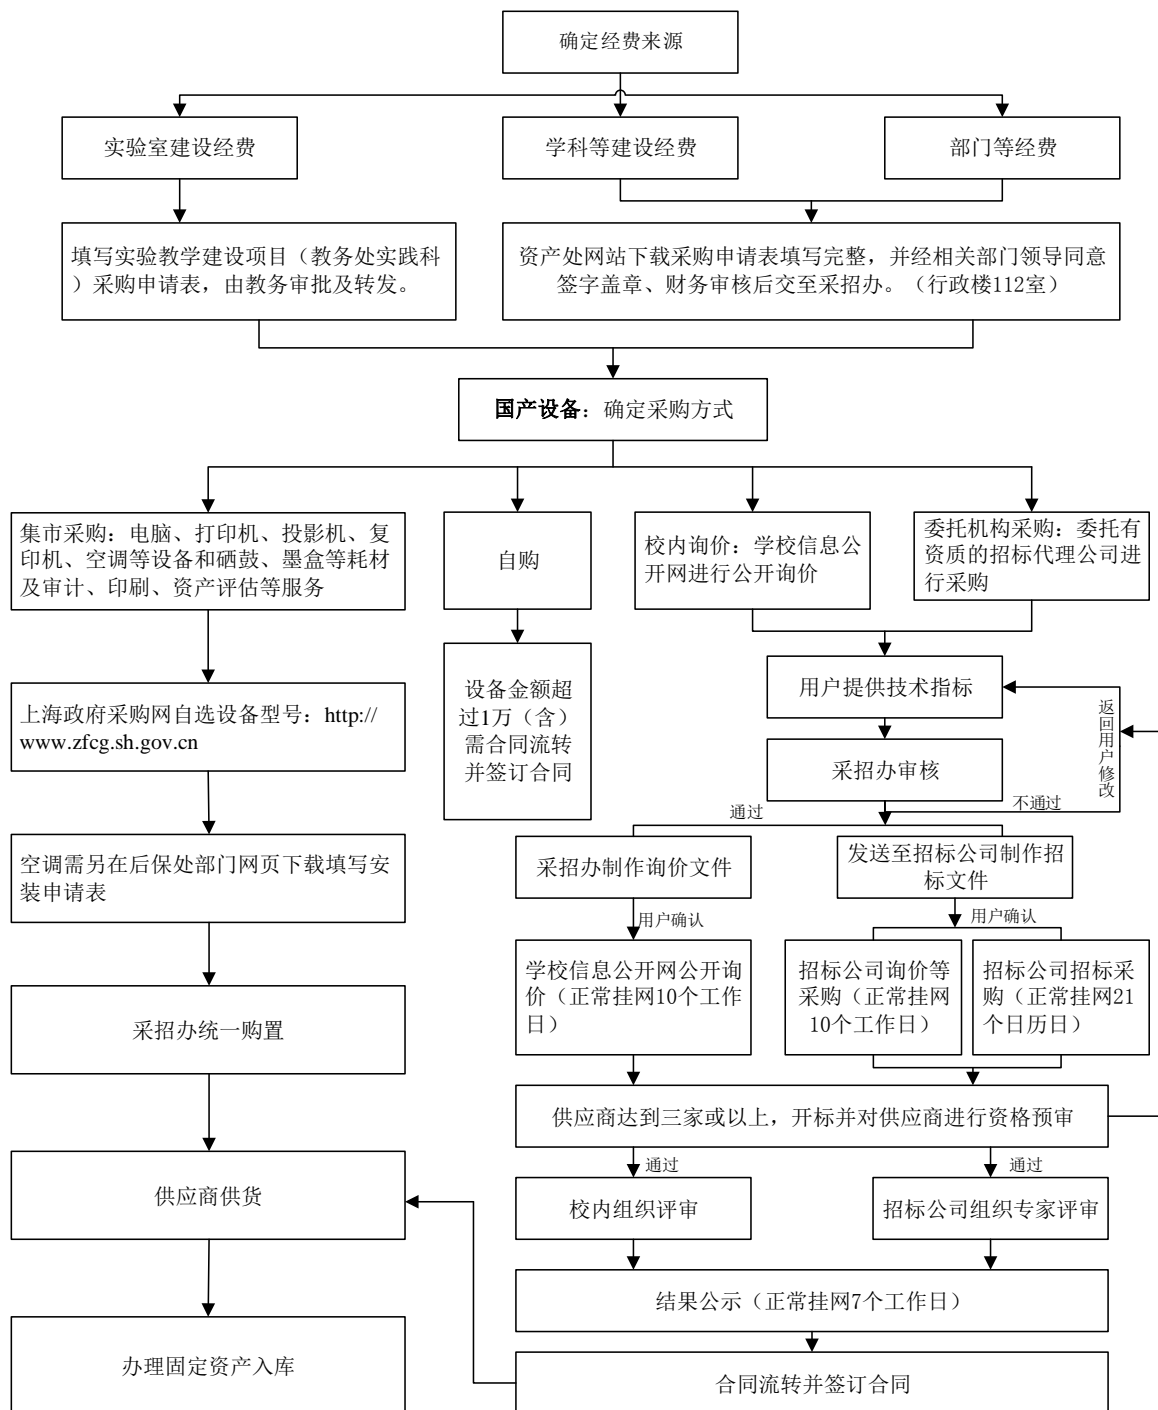 确定经费来源
实验室建设经费
学科等建设经费
部门等经费
填写实验教学建设项目（教务处实践科
）采购申请表，由教务审批及转发。
资产处网站下载采购申请表填写完整，并经相关部门领导同意
签字盖章、财务审核后交至采招办。（行政楼112室）
国产设备：确定采购方式
集市采购：电脑、打印机、投影机、复
印机、空调等设备和硒鼓、墨盒等耗材
及审计、印刷、资产评估等服务
自购
校内询价：学校信息公
开网进行公开询价
委托机构采购：委托有
资质的招标代理公司进
行采购
设备金额超
过1万（含）
需合同流转
并签订合同
用户提供技术指标
返回用户修改
上海政府采购网自选设备型号：http://
www.zfcg.sh.gov.cn
采招办审核
通过
不通过
空调需另在后保处部门网页下载填写安
装申请表
采招办制作询价文件
发送至招标公司制作招
标文件
用户确认
用户确认
学校信息公开网公开询
价（正常挂网10个工作
日）
招标公司询价等
采购（正常挂网
10个工作日）
招标公司招标采
购（正常挂网21
个日历日）
采招办统一购置
供应商达到三家或以上，开标并对供应商进行资格预审
通过
通过
供应商供货
校内组织评审
招标公司组织专家评审
结果公示（正常挂网7个工作日）
办理固定资产入库
合同流转并签订合同